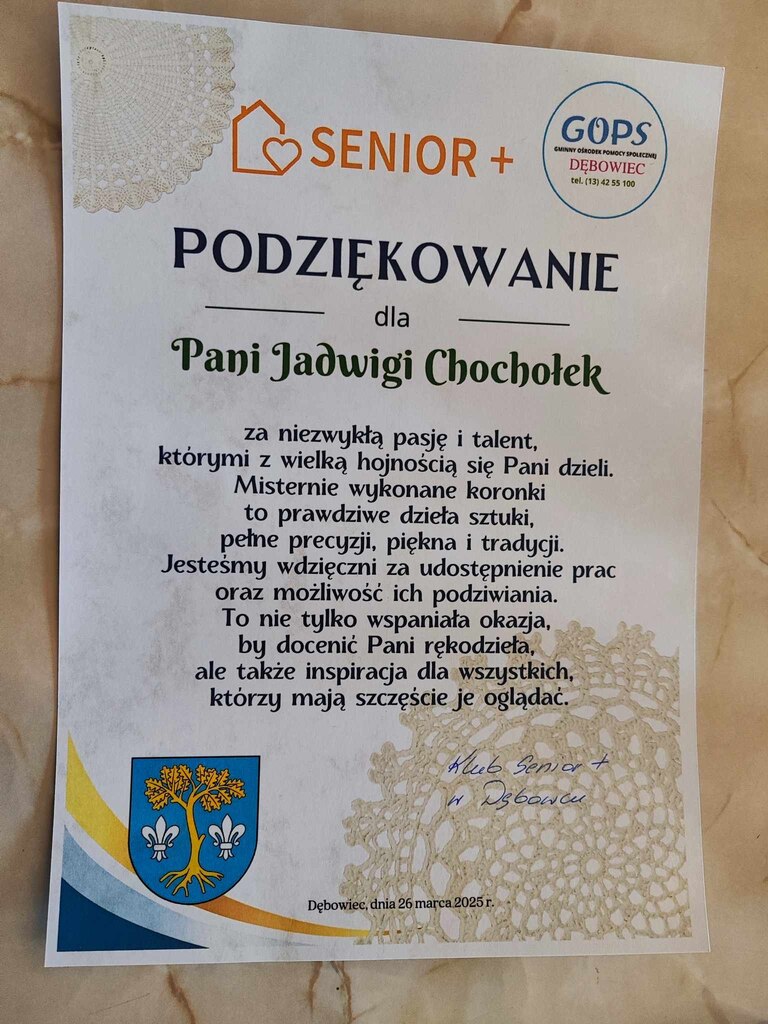 SENIOR +
GOPS
GMINNY OŚRODEK POMOCY SPOŁECZNEJ
DĘBOWIEC
tel. (13) 42 55 100
PODZIĘKOWANIE
dla
Pani Jadwigi Chochołek
za niezwykłą pasję i talent,
którymi z wielką hojnością się Pani dzieli.
Misternie wykonane koronki
to prawdziwe dzieła sztuki,
pełne precyzji, piękna i tradycji.
Jesteśmy wdzięczni za udostępnienie prac
oraz możliwość ich podziwiania.
To nie tylko wspaniała okazja,
by docenić Pani rękodzieła,
ale także inspiracja dla wszystkich,
którzy mają szczęście je oglądać.
Klub Senior +
w Dębowcu
Dębowiec, dnia 26 marca 2025 r.